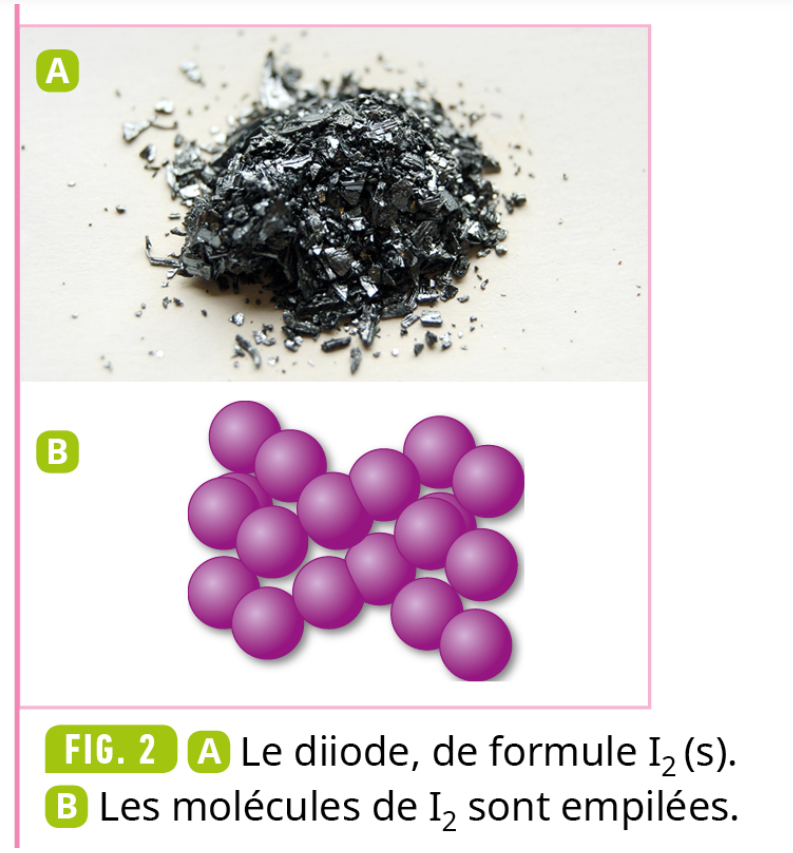 A
B
FIG. 2 A Le diiode, de formule I₂ (s).
B Les molécules de I₂ sont empilées.